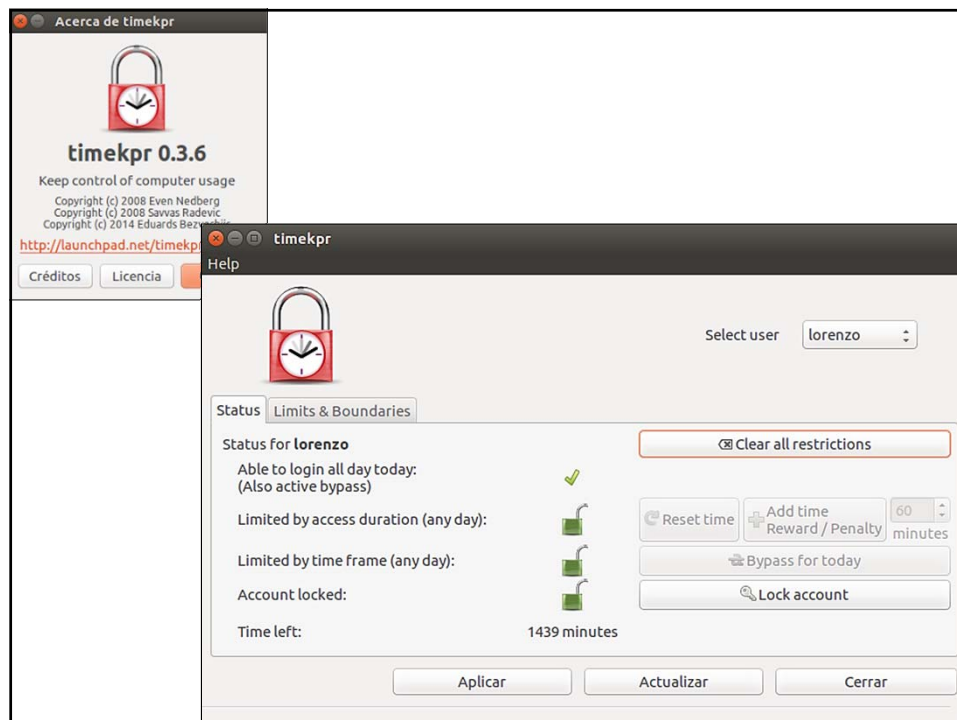 Acerca de timekpr
timekpr 0.3.6
Keep control of computer usage
Copyright (c) 2008 Even Nedberg
Copyright (c) 2008 Savvas Radevic
Copyright (c) 2014 Eduards
http://launchpad.net/timekpr
Créditos
Licencia
timekpr
Help
Select user
lorenzo
Status
Limits & Boundaries
Status for lorenzo
Clear all restrictions
Able to login all day today:
(Also active bypass)
Limited by access duration (any day):
Reset time
Add time
Reward / Penalty
60
minutes
Limited by time frame (any day):
Bypass for today
Account locked:
Lock account
Time left:
1439 minutes
Aplicar
Actualizar
Cerrar